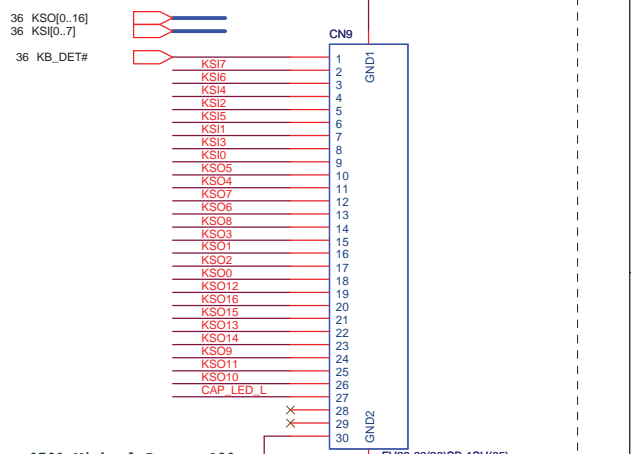 36 KSO[0..16]
36 KSI[0..7]
36 KB_DET#
CN9
1
GND1
KSI7 2
KSI6 3
KSI4 4
KSI2 5
KSI5 6
KSI1 7
KSI3 8
KSI0 9
KSO5 10
KSO4 11
KSO7 12
KSO6 13
KSO8 14
KSO3 15
KSO1 16
KSO2 17
KSO0 18
KSO12 19
KSO16 20
KSO15 21
KSO13 22
KSO14 23
KSO9 24
KSO11 25
KSO10 26
CAP_LED_L 27
28
29
30
GND2